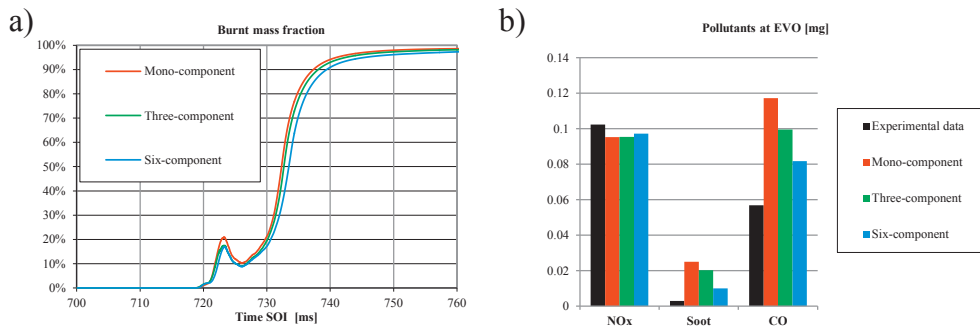 a)
Burnt mass fraction
100%
90%
80%
70%
60%
50%
40%
30%
20%
10%
0%
Mono-component
Three-component
Six-component
700
710
720
730
740
750
760
Time SOI [ms]
b)
Pollutants at EVO [mg]
0.14
0.12
0.1
0.08
0.06
0.04
0.02
0
NOx
Soot
CO
Experimental data
Mono-component
Three-component
Six-component